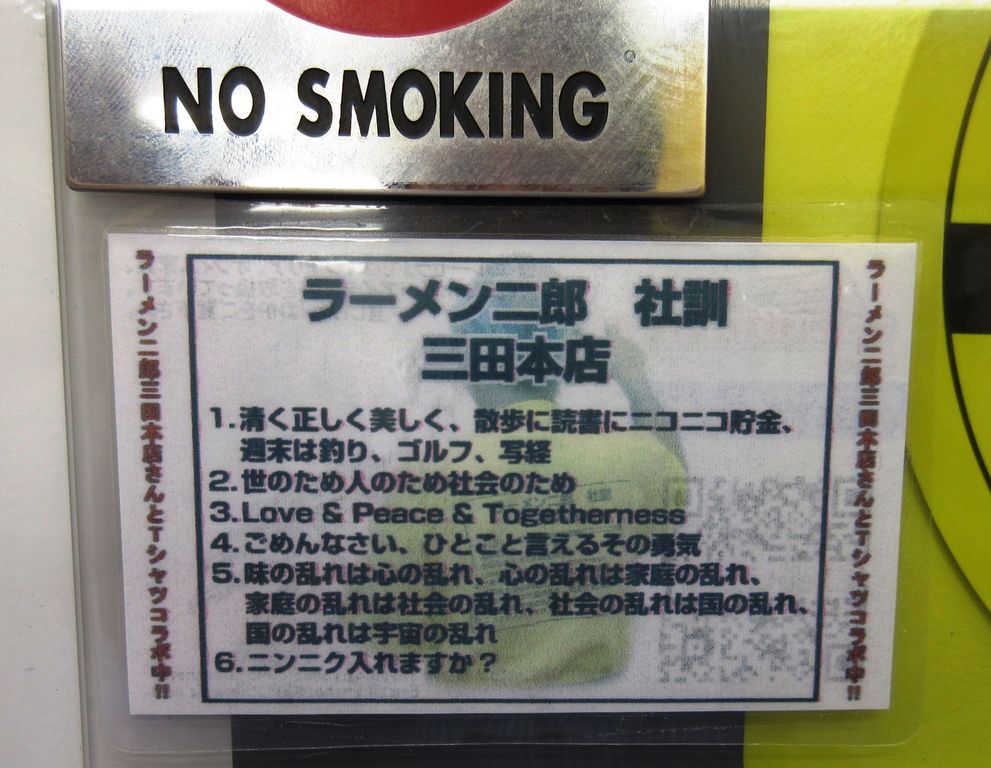 NO SMOKING
ラーメン二郎三田本店さんとTシャツコラボ中!!
ラーメン二郎　社訓
三田本店
1.清く正しく美しく、散歩に読書にニコニコ貯金、
週末は釣り、ゴルフ、写経
2.世のため人のため社会のため
3.Love & Peace & Togetherness
4.ごめんなさい、ひとこと言えるその勇気
5.味の乱れは心の乱れ、心の乱れは家庭の乱れ、
家庭の乱れは社会の乱れ、社会の乱れは国の乱れ、
国の乱れは宇宙の乱れ
6.ニンニク入れますか？
ラーメン二郎三田本店さんとTシャツコラボ中!!